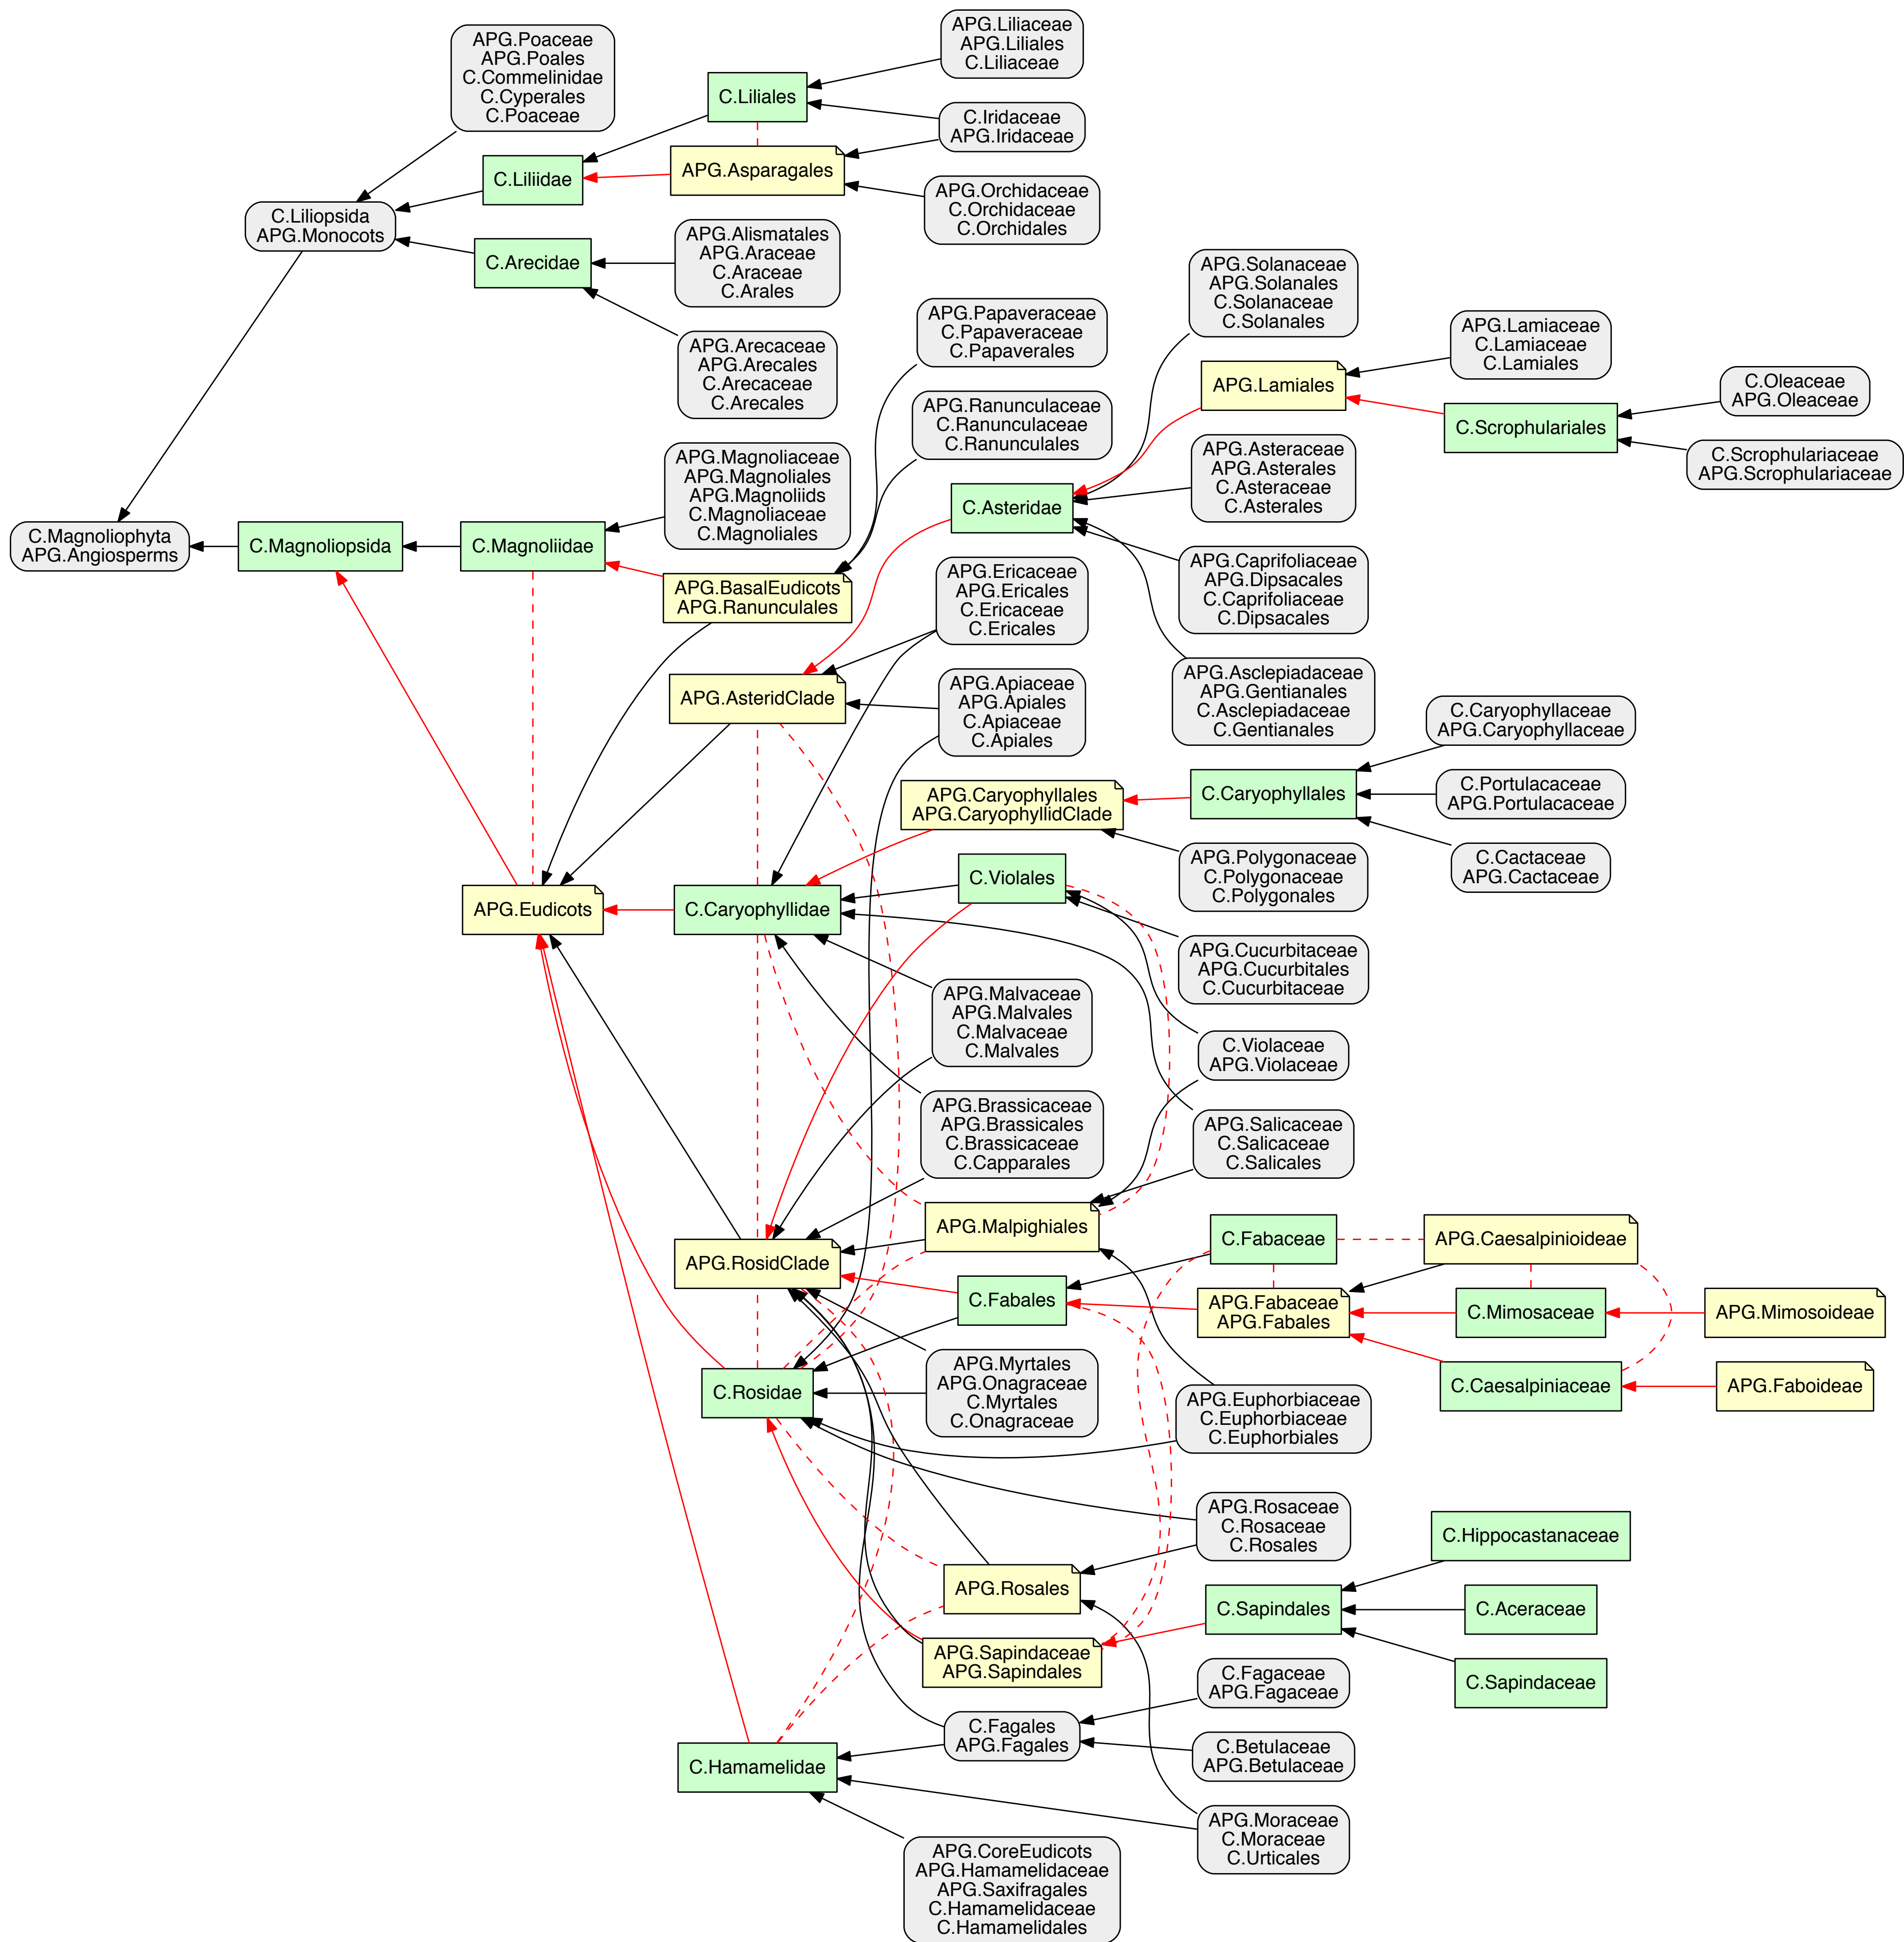 APG.Poaceae
APG.Poales
C.Commelinidae
C.Cyperales
C.Poaceae
APG.Liliaceae
APG.Liliales
C.Liliaceae
C.Liliales
C.Iridaceae
APG.Iridaceae
C.Liliidae
APG.Asparagales
APG.Orchidaceae
C.Orchidaceae
C.Orchidales
C.Liliopsida
APG.Monocots
C.Arecidae
APG.Alismatales
APG.Araceae
C.Araceae
C.Arales
APG.Arecaceae
APG.Arecales
C.Arecaceae
C.Arecales
APG.Papaveraceae
C.Papaveraceae
C.Papaverales
APG.Solanaceae
APG.Solanales
C.Solanaceae
C.Solanales
APG.Lamiaceae
C.Lamiaceae
C.Lamiales
APG.Lamiales
C.Oleaceae
APG.Oleaceae
C.Scrophulariales
C.Scrophulariaceae
APG.Scrophulariaceae
APG.Ranunculaceae
C.Ranunculaceae
C.Ranunculales
APG.Asteraceae
APG.Asterales
C.Asteraceae
C.Asterales
APG.Magnoliaceae
APG.Magnoliales
APG.Magnoliids
C.Magnoliaceae
C.Magnoliales
C.Asteridae
C.Magnoliophyta
APG.Angiosperms
C.Magnoliopsida
C.Magnoliidae
APG.BasalEudicots
APG.Ranunculales
APG.Caprifoliaceae
APG.Dipsacales
C.Caprifoliaceae
C.Dipsacales
APG.Ericaceae
APG.Ericales
C.Ericaceae
C.Ericales
APG.AsteridClade
APG.Apiaceae
APG.Apiales
C.Apiaceae
C.Apiales
APG.Asclepiadaceae
APG.Gentianales
C.Asclepiadaceae
C.Gentianales
C.Caryophyllaceae
APG.Caryophyllaceae
APG.Caryophyllales
APG.CaryophyllidClade
C.Caryophyllales
C.Portulacaceae
APG.Portulacaceae
C.Cactaceae
APG.Cactaceae
APG.Polygonaceae
C.Polygonaceae
C.Polygonales
C.Violales
APG.Eudicots
C.Caryophyllidae
APG.Cucurbitaceae
APG.Cucurbitales
C.Cucurbitaceae
APG.Malvaceae
APG.Malvales
C.Malvaceae
C.Malvales
C.Violaceae
APG.Violaceae
APG.Brassicaceae
APG.Brassicales
C.Brassicaceae
C.Capparales
APG.Salicaceae
C.Salicaceae
C.Salicales
APG.Malpighiales
APG.RosidClade
C.Fabaceae
APG.Caesalpinioideae
C.Fabales
APG.Fabaceae
APG.Fabales
C.Mimosaceae
APG.Mimosoideae
C.Caesalpiniaceae
APG.Faboideae
C.Rosidae
APG.Myrtales
APG.Onagraceae
C.Myrtales
C.Onagraceae
APG.Euphorbiaceae
C.Euphorbiaceae
C.Euphorbiales
APG.Rosaceae
C.Rosaceae
C.Rosales
APG.Rosales
C.Hippocastanaceae
C.Sapindales
C.Aceraceae
C.Sapindaceae
APG.Sapindaceae
APG.Sapindales
C.Fagaceae
APG.Fagaceae
C.Fagales
APG.Fagales
C.Betulaceae
APG.Betulaceae
C.Hamamelidae
APG.Moraceae
C.Moraceae
C.Urticales
APG.CoreEudicots
APG.Hamamelidaceae
APG.Saxifragales
C.Hamamelidaceae
C.Hamamelidales